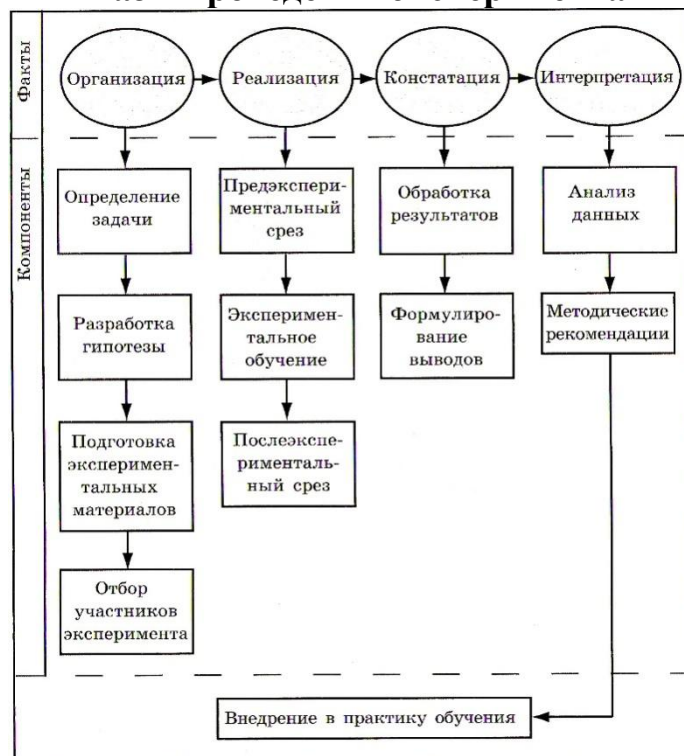 Факты
Организация
Реализация
Констатация
Интерпретация
Компоненты
Определение
задачи
Предэкспери-
ментальный
срез
Обработка
результатов
Анализ
данных
Разработка
гипотезы
Эксперимен-
тальное
обучение
Формулиро-
вание
выводов
Методические
рекомендации
Подготовка
эксперимен-
тальных
материалов
Послеэкспе-
рименталь-
ный срез
Отбор
участников
эксперимента
Внедрение в практику обучения